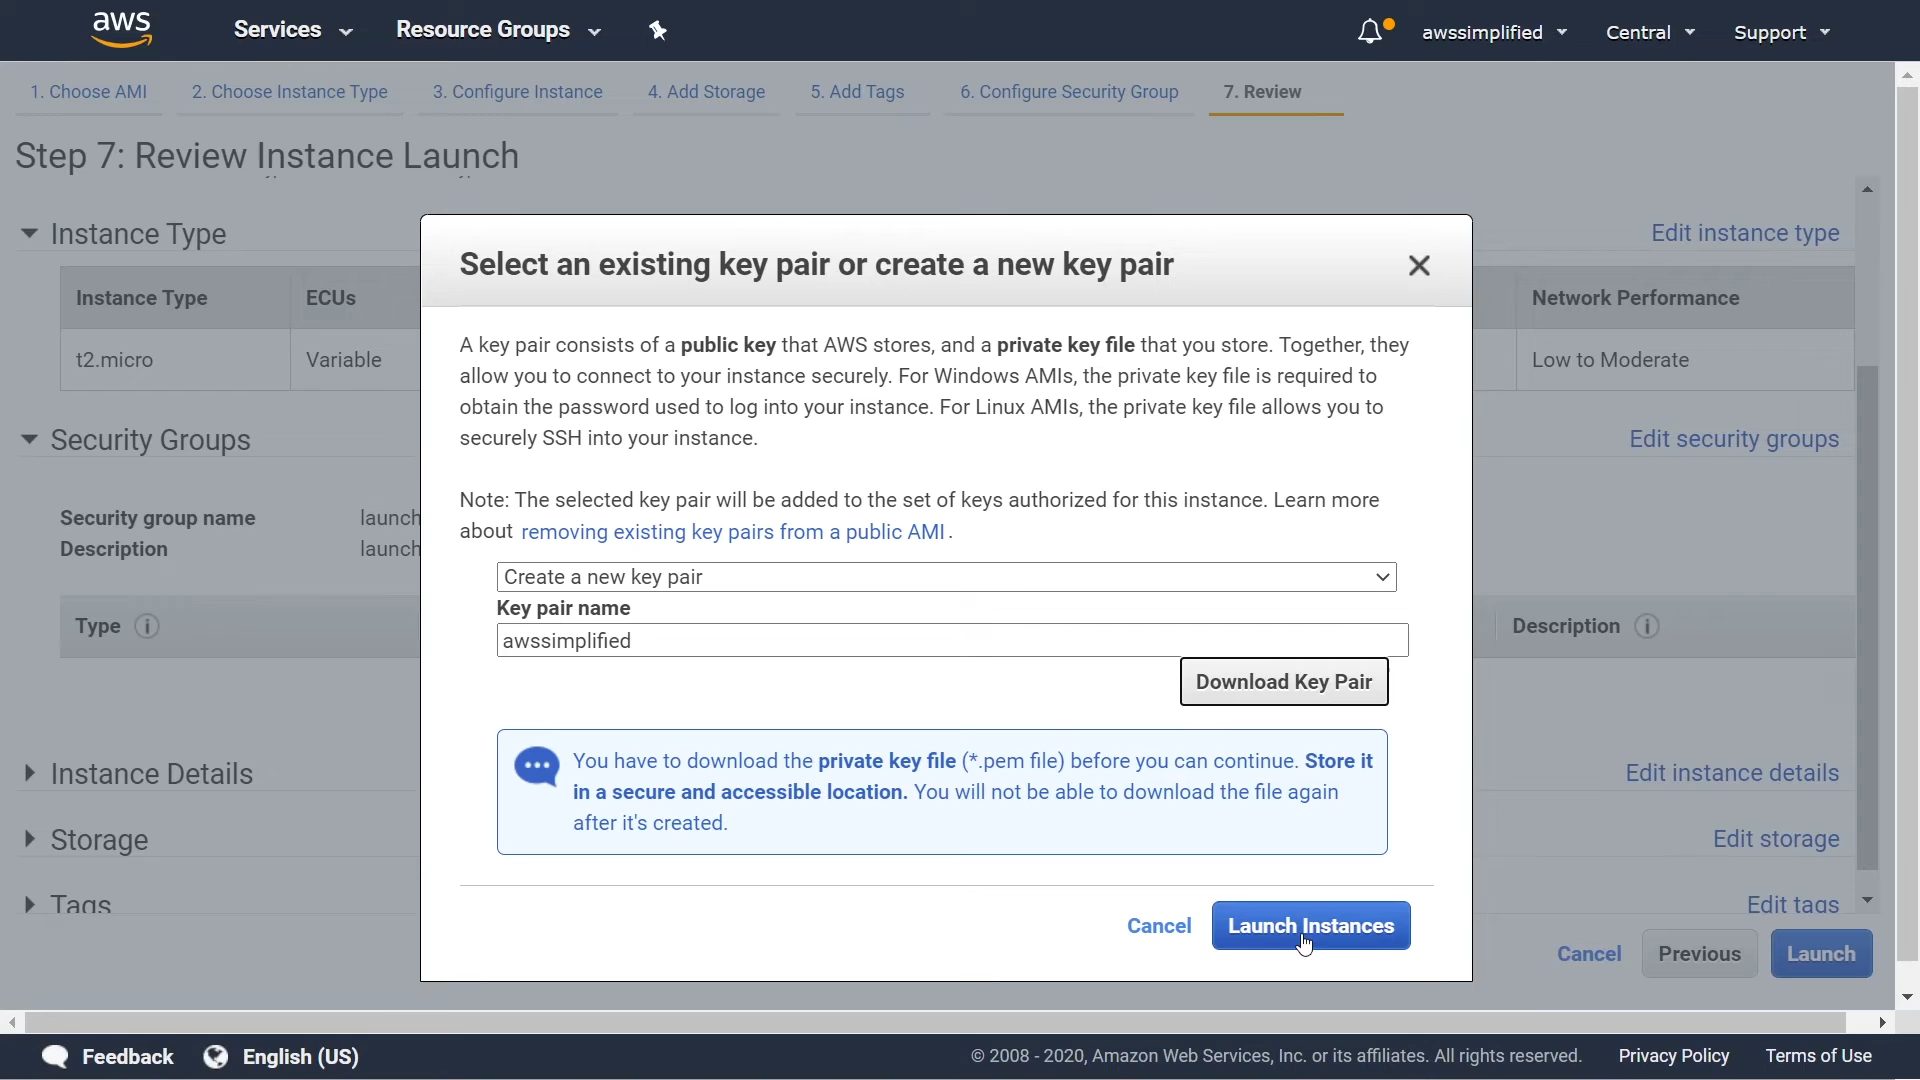 aws
Services
Resource Groups
awssimplified
Central
Support
1. Choose AMI
2. Choose Instance Type
3. Configure Instance
4. Add Storage
5. Add Tags
6. Configure Security Group
7. Review
Step 7: Review Instance Launch
Instance Type
Edit instance type
Instance Type
ECUs
Network Performance
t2.micro
Variable
Low to Moderate
Security Groups
Edit security groups
Security group name
launch
Description
launch
Type
Description
Instance Details
Edit instance details
Storage
Edit storage
Tags
Edit tags
Cancel
Previous
Launch
Select an existing key pair or create a new key pair
A key pair consists of a public key that AWS stores, and a private key file that you store. Together, they
allow you to connect to your instance securely. For Windows AMIs, the private key file is required to
obtain the password used to log into your instance. For Linux AMIs, the private key file allows you to
securely SSH into your instance.
Note: The selected key pair will be added to the set of keys authorized for this instance. Learn more
about removing existing key pairs from a public AMI.
Create a new key pair
Key pair name
awssimplified
Download Key Pair
You have to download the private key file (*.pem file) before you can continue. Store it
in a secure and accessible location. You will not be able to download the file again
after it's created.
Cancel
Launch Instances
Feedback
English (US)
© 2008 - 2020, Amazon Web Services, Inc. or its affiliates. All rights reserved.
Privacy Policy
Terms of Use